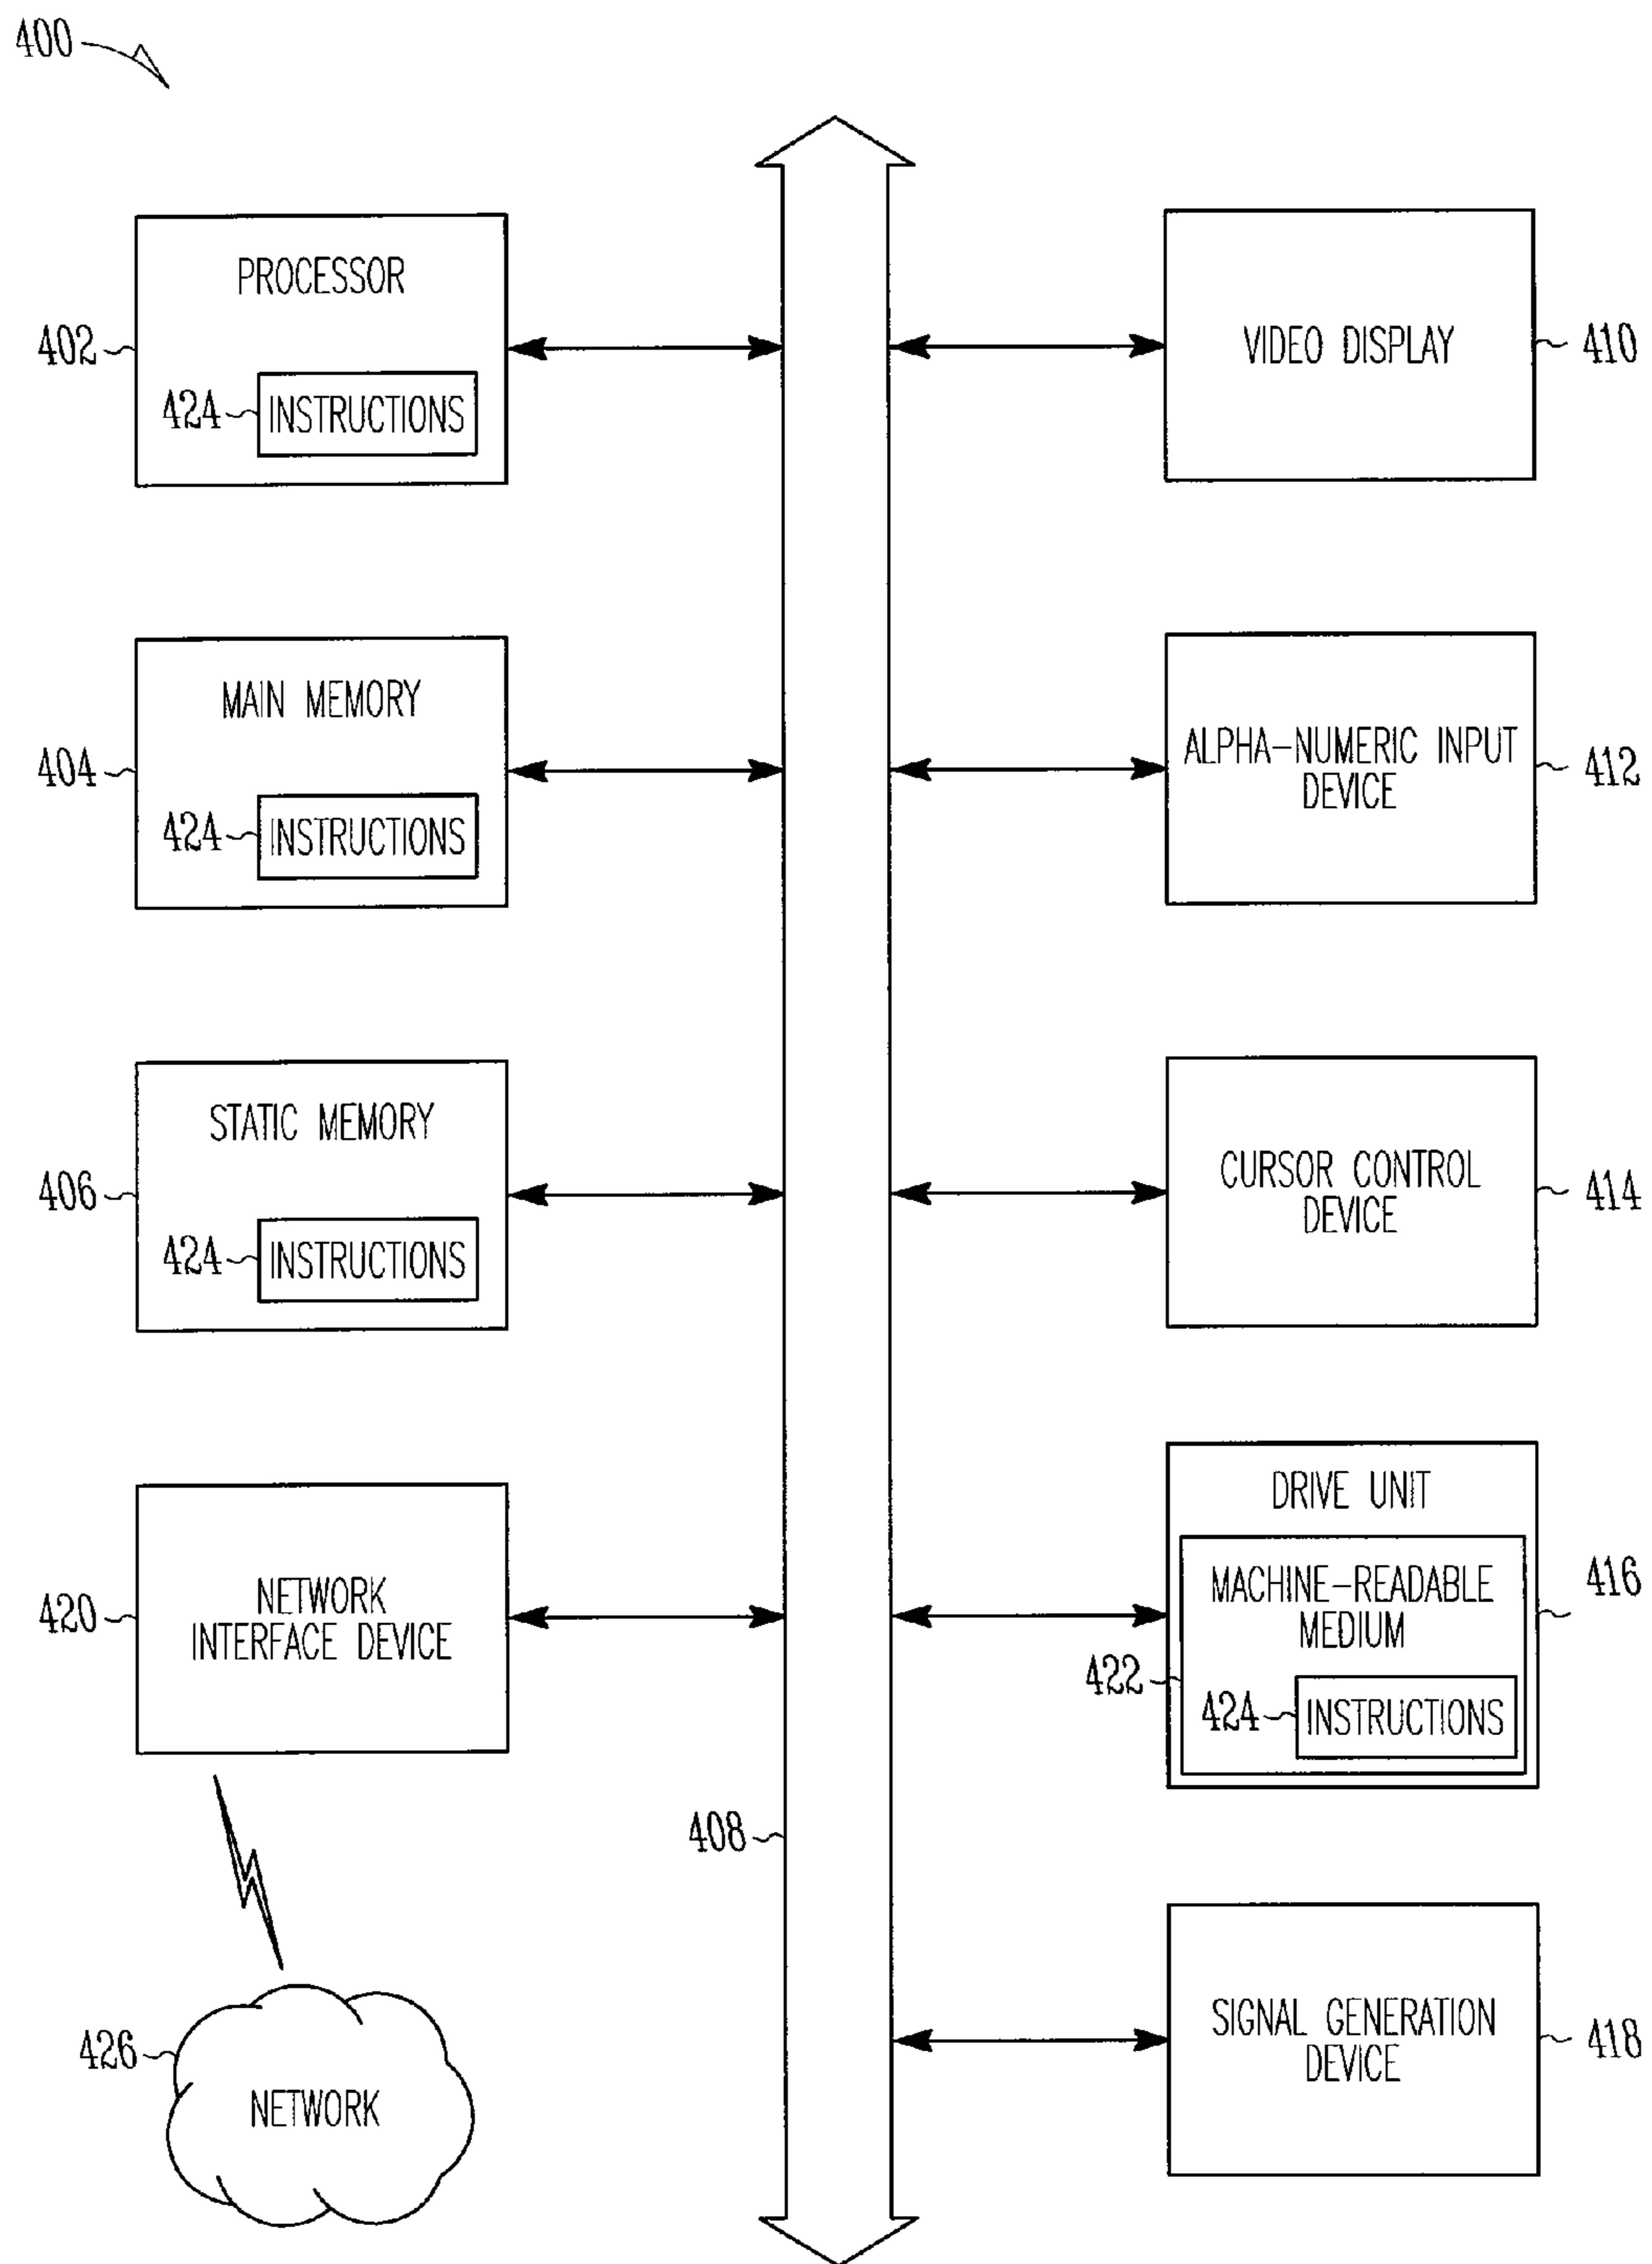 400
PROCESSOR
402
424
INSTRUCTIONS
VIDEO DISPLAY
410
MAIN MEMORY
404
424
INSTRUCTIONS
ALPHA-NUMERIC INPUT
DEVICE
412
STATIC MEMORY
406
424
INSTRUCTIONS
CURSOR CONTROL
DEVICE
414
NETWORK
INTERFACE DEVICE
420
DRIVE UNIT
416
MACHINE-READABLE
MEDIUM
422
424
INSTRUCTIONS
408
SIGNAL GENERATION
DEVICE
418
426
NETWORK